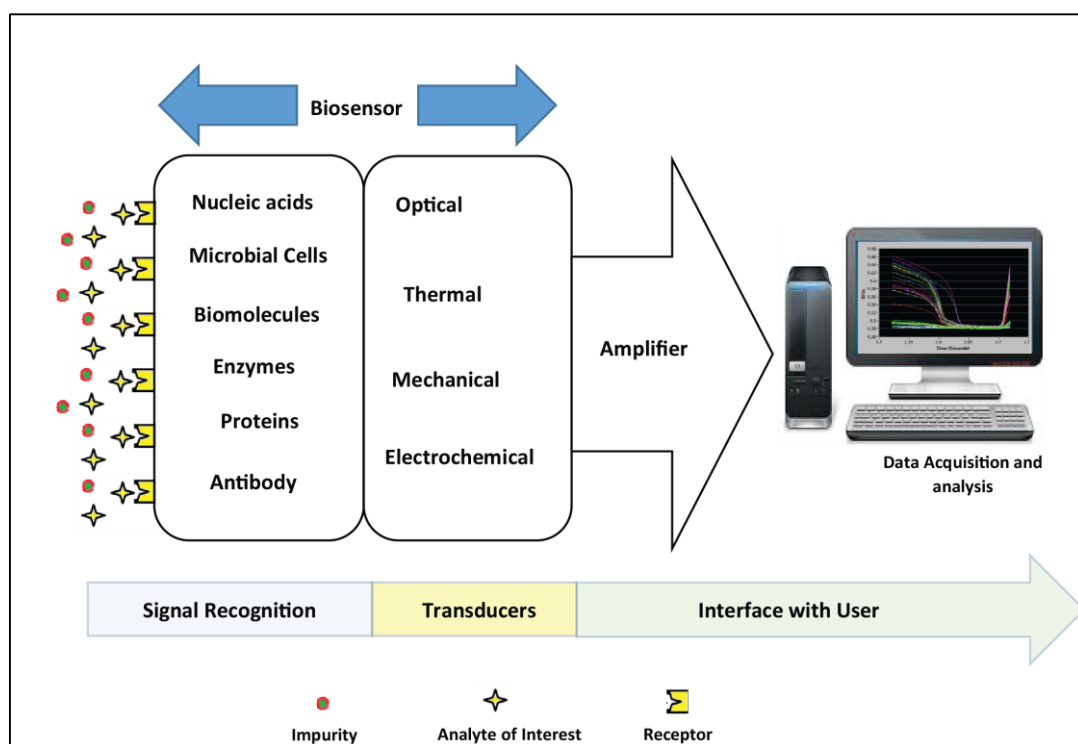 Biosensor
Nucleic acids
Microbial Cells
Biomolecules
Enzymes
Proteins
Antibody
Optical
Thermal
Mechanical
Electrochemical
Amplifier
Data Acquisition and
analysis
Signal Recognition
Transducers
Interface with User
Impurity
Analyte of Interest
Receptor